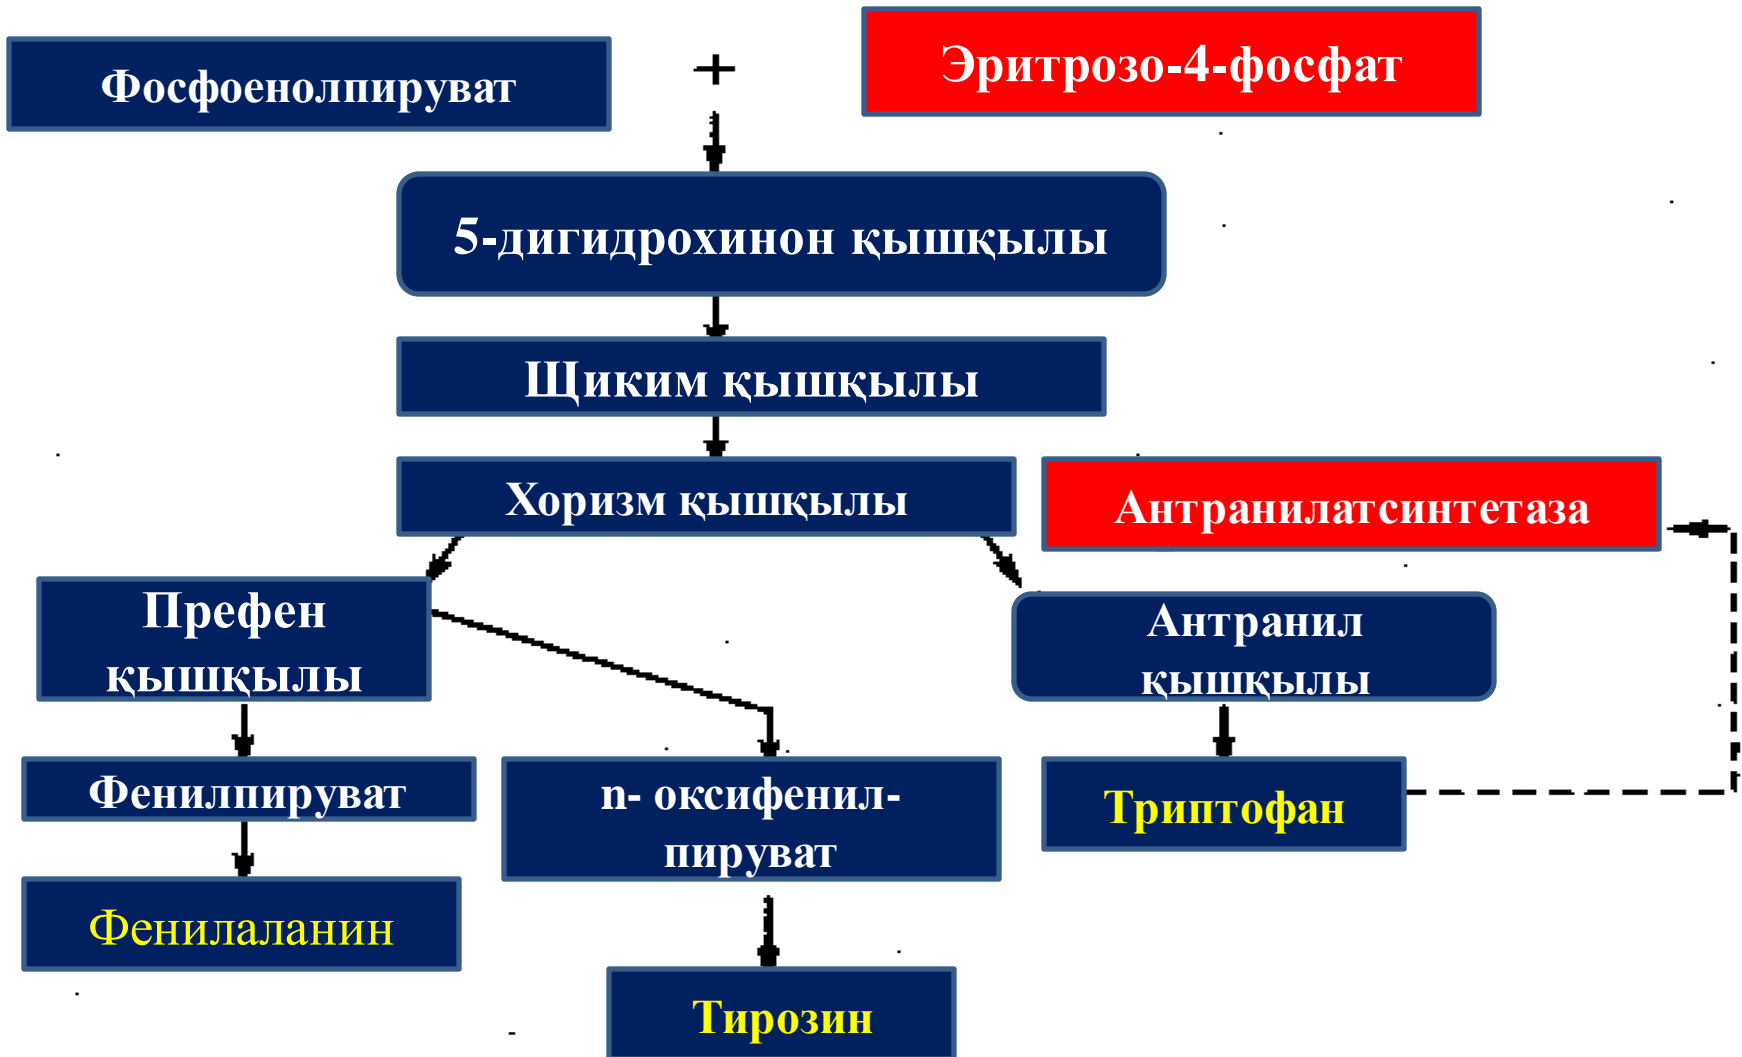 Фосфоенолпируват
+
Эритрозо-4-фосфат
5-дигидрохинон қышқылы
Щиким қышқылы
Хоризм қышқылы
Антранилатсинтетаза
Префен
қышқылы
Антранил
қышқылы
Фенилпируват
n- оксифенил-
пируват
Триптофан
Фенилаланин
Тирозин